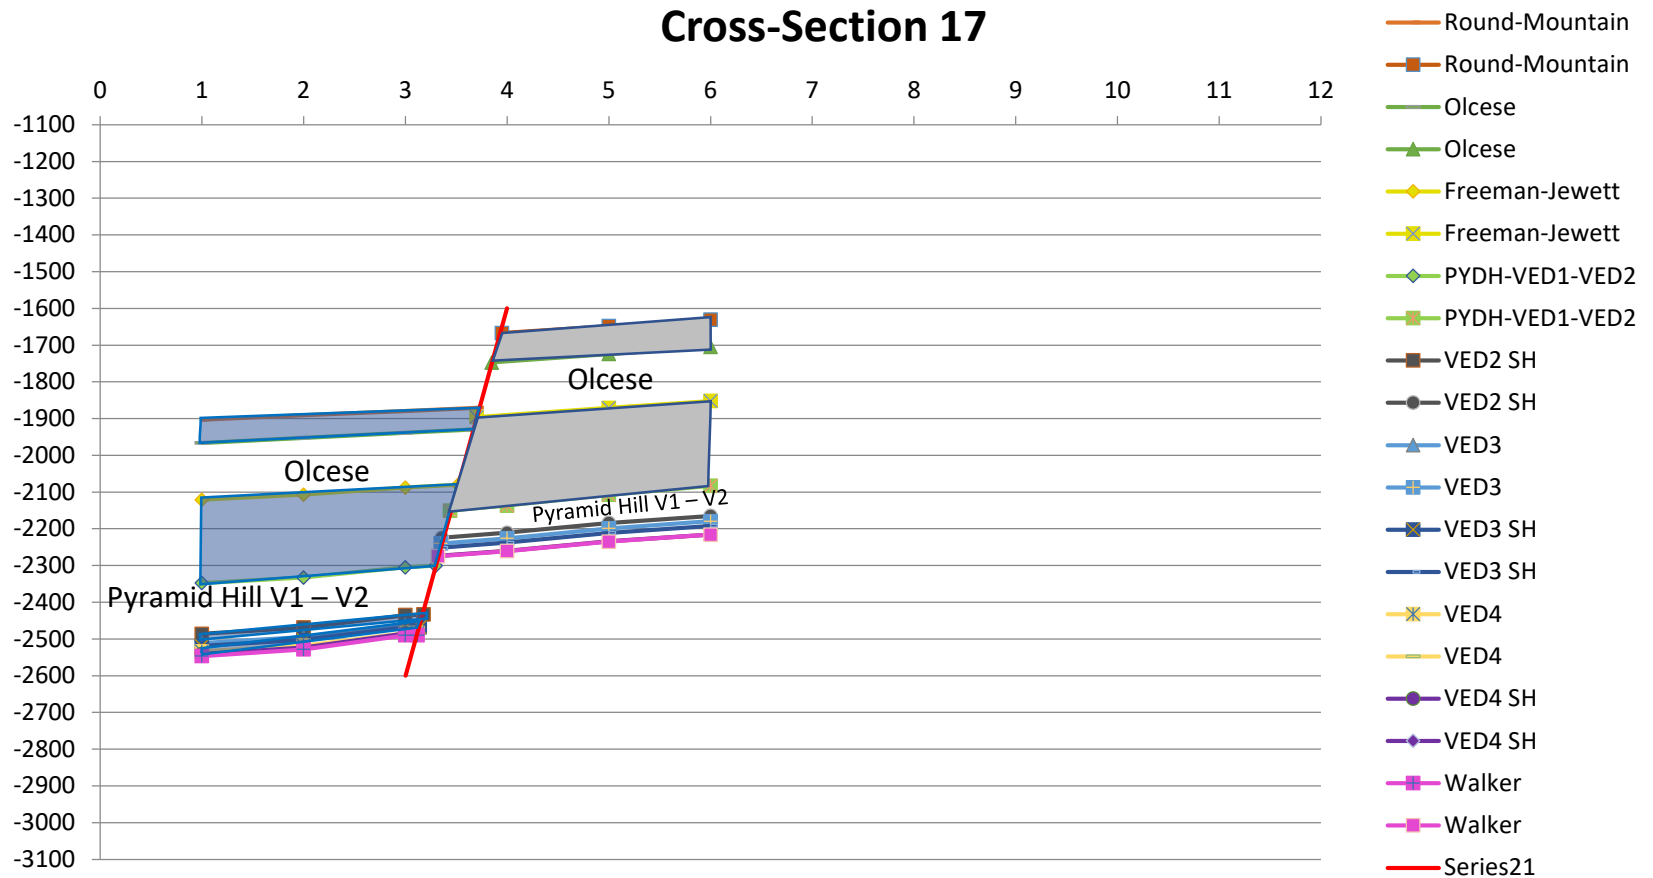 Cross-Section 17
0 1 2 3 4 5 6 7 8 9 10 11 12
-1100
-1200
-1300
-1400
-1500
-1600
-1700
-1800
-1900
-2000
-2100
-2200
-2300
-2400
-2500
-2600
-2700
-2800
-2900
-3000
-3100
Olcese
Olcese
Pyramid Hill V1 – V2
Pyramid Hill V1 – V2
Round-Mountain
Round-Mountain
Olcese
Olcese
Freeman-Jewett
Freeman-Jewett
PYDH-VED1-VED2
PYDH-VED1-VED2
VED2 SH
VED2 SH
VED3
VED3
VED3 SH
VED3 SH
VED4
VED4
VED4 SH
VED4 SH
Walker
Walker
Series21